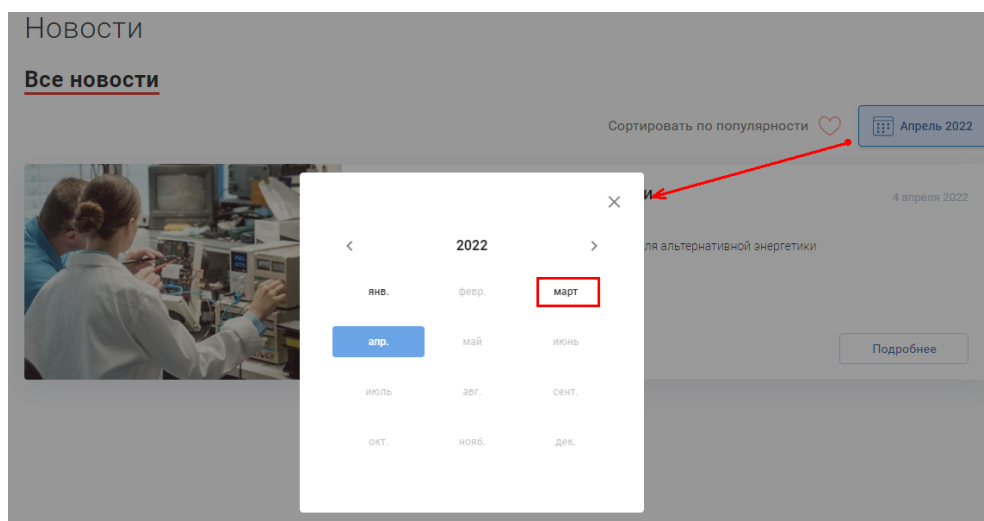 Новости
Все новости
Сортировать по популярности
Апрель 2022
4 апреля 2022
2022
ля альтернативной энергетики
янв.
февр.
март
апр.
май
июнь
Подробнее
июль
авг.
сент.
окт.
нояб.
дек.